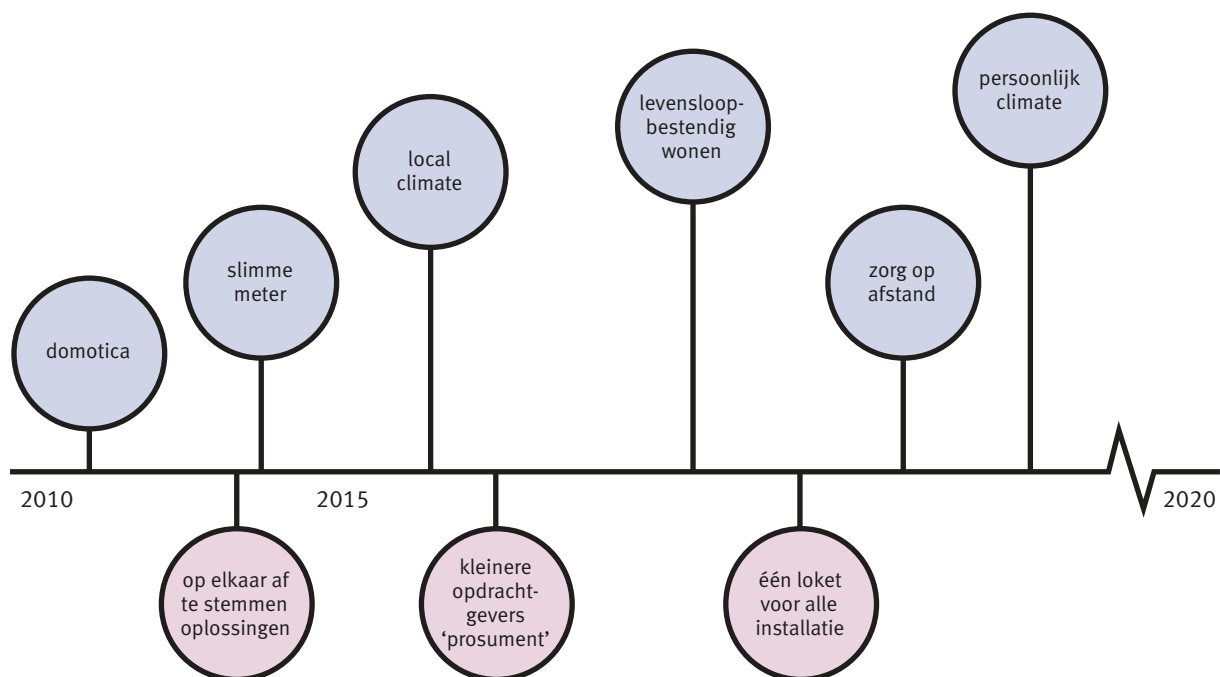 persoonlijk
climate
levensloop-
bestendig
wonen
local
climate
slimme
meter
zorg op
afstand
domotica
2010
2015
2020
op elkaar af
te stemmen
oplossingen
kleinere
opdracht-
gevers
‘prosument’
één loket
voor alle
installatie